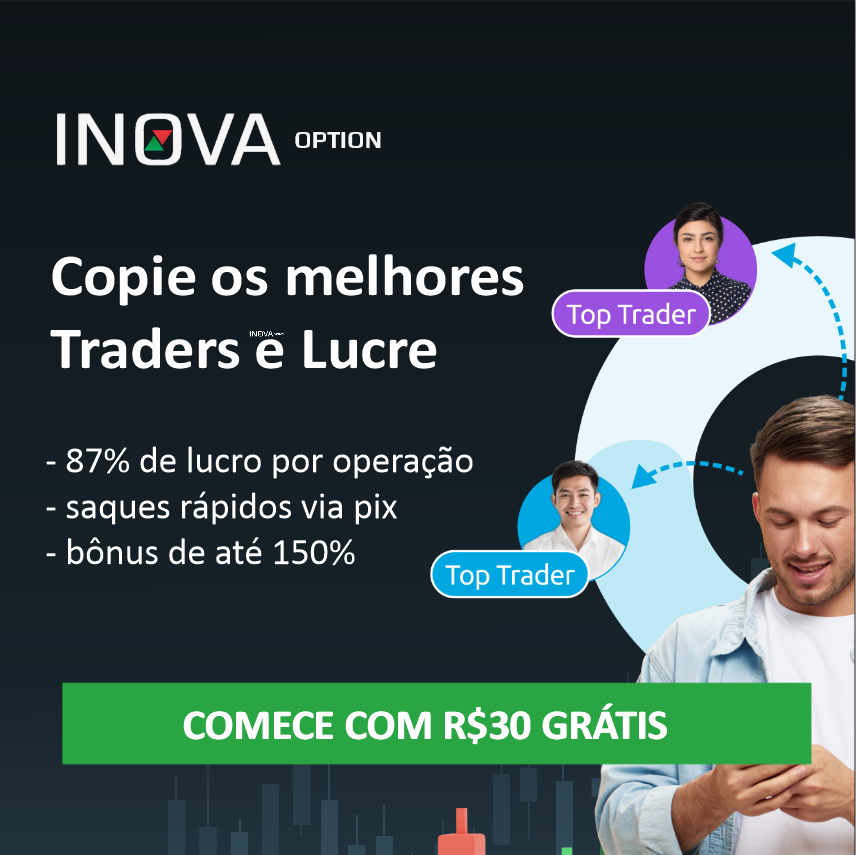 INOVA OPTION
Copie os melhores
Traders e Lucre
INOVA
- 87% de lucro por operação
- saques rápidos via pix
- bônus de até 150%
Top Trader
Top Trader
COMECE COM R$30 GRÁTIS